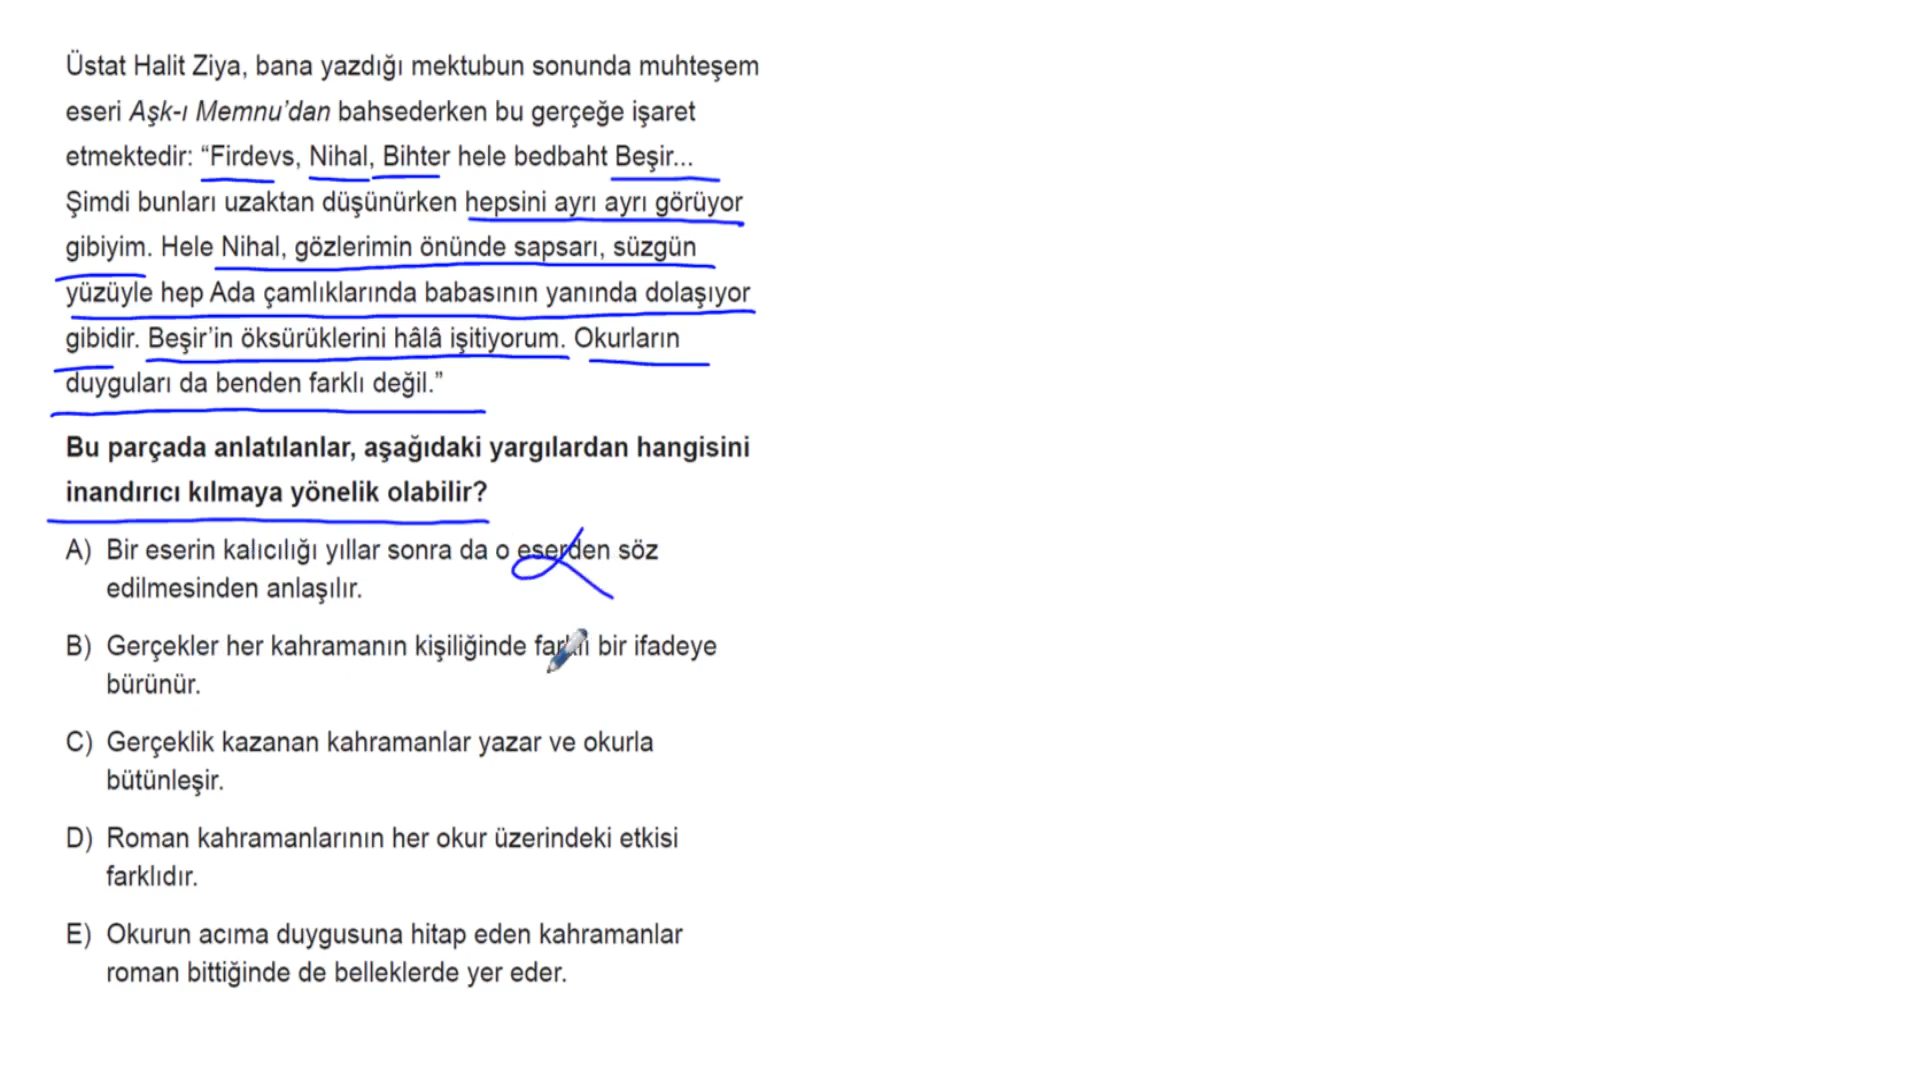 Üstat Halit Ziya, bana yazdığı mektubun sonunda muhteşem
eseri Aşk-ı Memnu’dan bahsederken bu gerçeğe işaret
etmektedir: “Firdevs, Nihal, Bihter hele bedbaht Beşir...
Şimdi bunları uzaktan düşünürken hepsini ayrı ayrı görüyor
gibiyim. Hele Nihal, gözlerimin önünde sapsarı, süzgün
yüzüyle hep Ada çamlıklarında babasının yanında dolaşıyor
gibidir. Beşir’in öksürüklerini hâlâ işitiyorum. Okurların
duyguları da benden farklı değil.”
Bu parçada anlatılanlar, aşağıdaki yargılardan hangisini
inandırıcı kılmaya yönelik olabilir?
A) Bir eserin kalıcılığı yıllar sonra da o eserden söz
edilmesinden anlaşılır.
B) Gerçekler her kahramanın kişiliğinde farklı bir ifadeye
bürünür.
C) Gerçeklik kazanan kahramanlar yazar ve okurla
bütünleşir.
D) Roman kahramanlarının her okur üzerindeki etkisi
farklıdır.
E) Okurun acıma duygusuna hitap eden kahramanlar
roman bittiğinde de belleklerde yer eder.